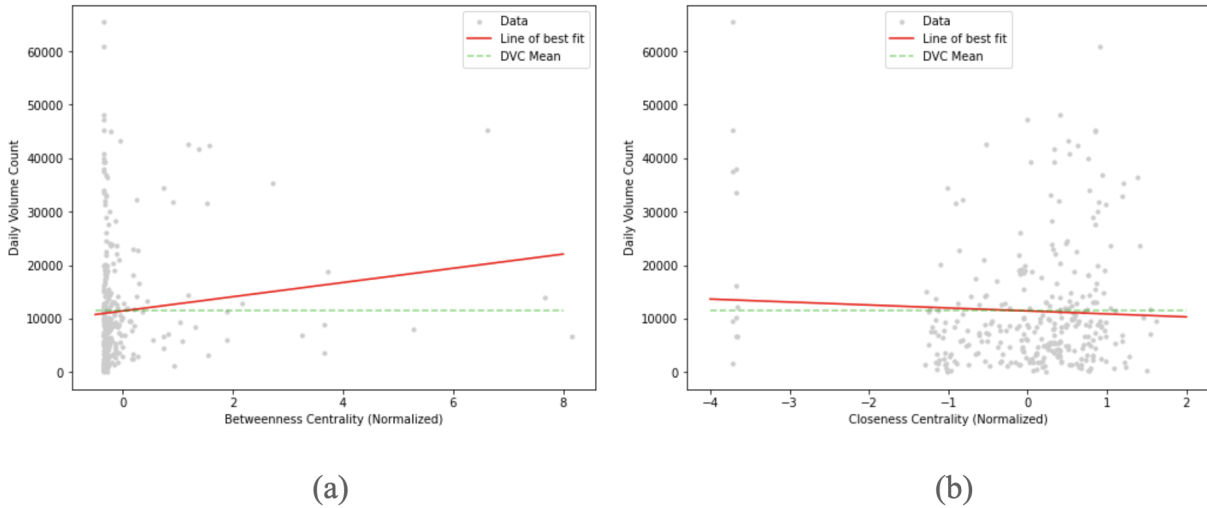 Data
Line of best fit
DVC Mean
60000
50000
40000
30000
20000
10000
0
Daily Volume Count
0
2
4
6
8
Betweenness Centrality (Normalized)
(a)
Data
Line of best fit
DVC Mean
60000
50000
40000
30000
20000
10000
0
Daily Volume Count
−4
−3
−2
−1
0
1
2
Closeness Centrality (Normalized)
(b)